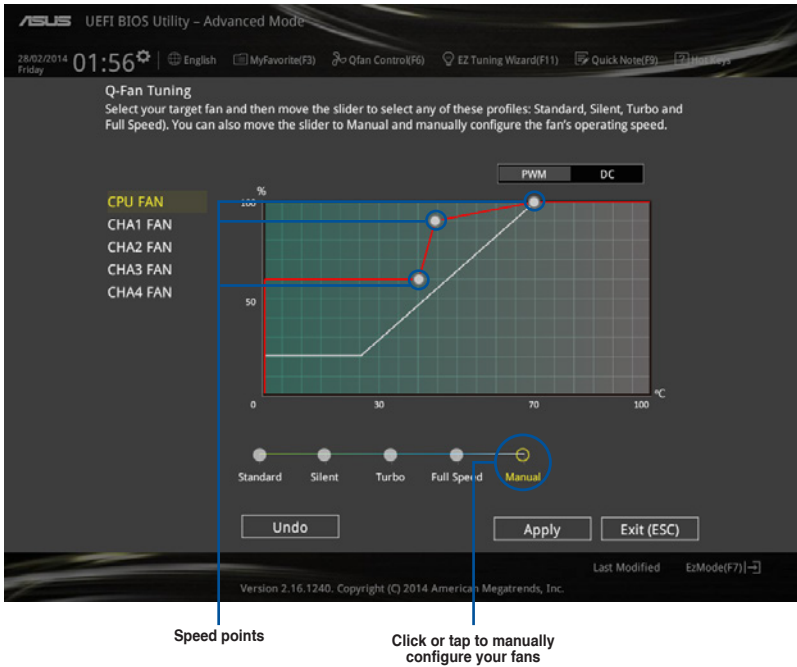 ASUS UEFI BIOS Utility – Advanced Mode
28/02/2014
Friday
01:56 English MyFavorite(F3) Qfan Control(F6) EZ Tuning Wizard(F11) Quick Note(F9) ? Hot Keys
Q-Fan Tuning
Select your target fan and then move the slider to select any of these profiles: Standard, Silent, Turbo and
Full Speed). You can also move the slider to Manual and manually configure the fan's operating speed.
PWM DC
CPU FAN
CHA1 FAN
CHA2 FAN
CHA3 FAN
CHA4 FAN
%
100
50
0 30 70 100
°C
Standard Silent Turbo Full Speed Manual
Undo Apply Exit (ESC)
Last Modified EzMode(F7)
Version 2.16.1240. Copyright (C) 2014 American Megatrends, Inc.
Speed points
Click or tap to manually
configure your fans